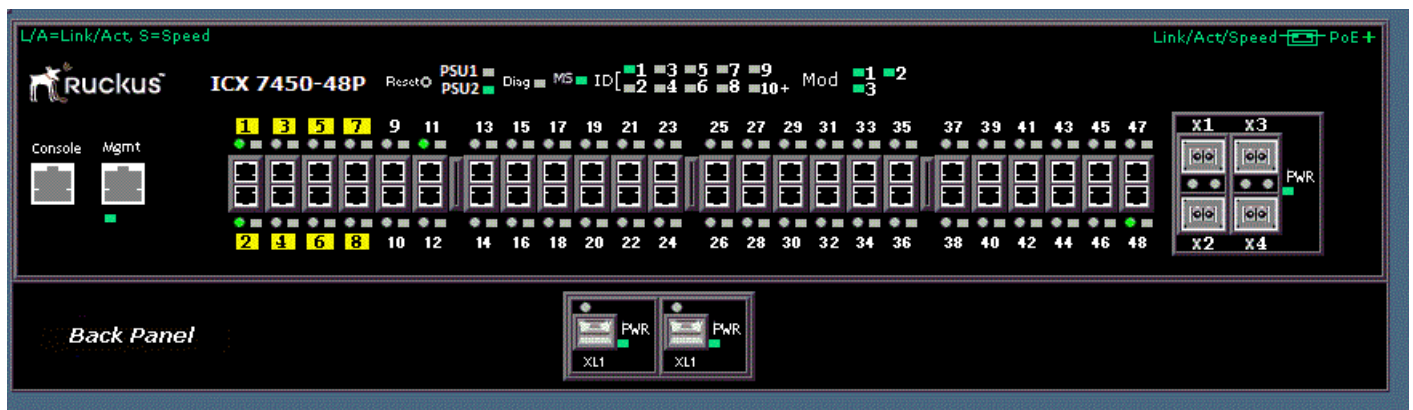 L/A=Link/Act, S=Speed
Link/Act/Speed PoE+
Ruckus ICX 7450-48P Reset PSU1 PSU2 Diag MS ID[ 1 3 5 7 9 Mod 1 2
2 4 6 8 10+ 3
1 3 5 7 9 11 13 15 17 19 21 23 25 27 29 31 33 35 37 39 41 43 45 47 X1 X3
Console Mgmt
PWR
2 4 6 8 10 12 14 16 18 20 22 24 26 28 30 32 34 36 38 40 42 44 46 48 X2 X4
Back Panel
PWR PWR
XL1 XL1